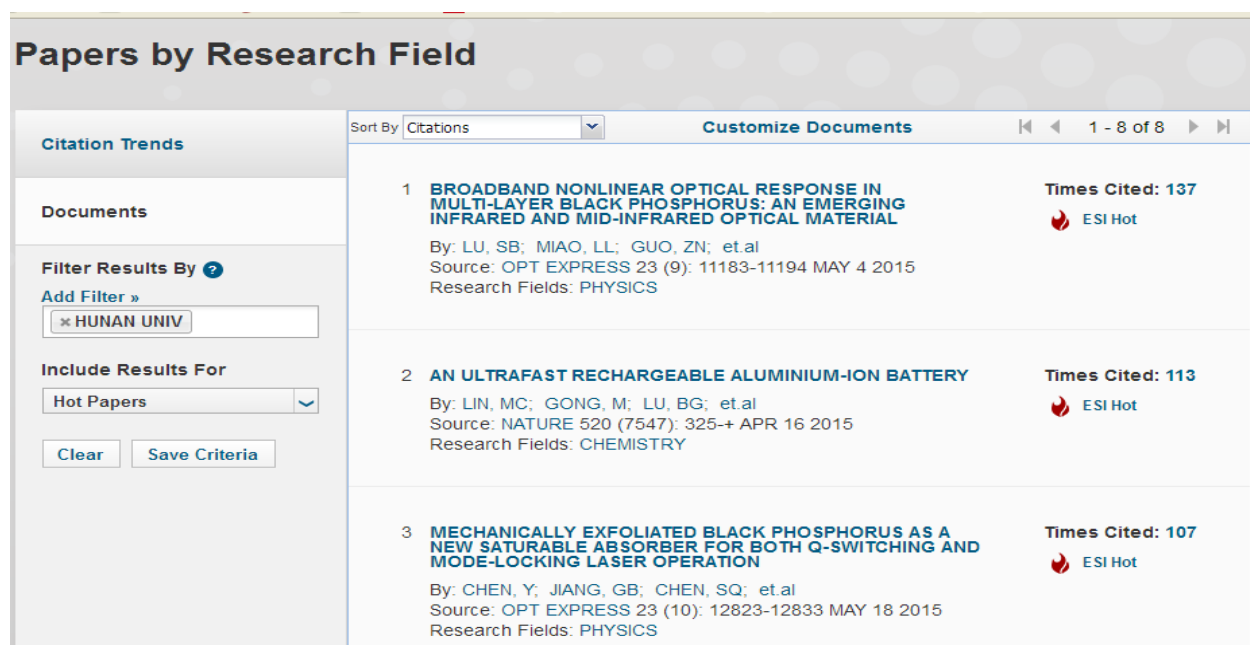 Papers by Research Field
Citation Trends
Documents
Filter Results By ?
Add Filter »
× HUNAN UNIV
Include Results For
Hot Papers
Clear Save Criteria
Sort By Citations Customize Documents 1 - 8 of 8
1 BROADBAND NONLINEAR OPTICAL RESPONSE IN
MULTI-LAYER BLACK PHOSPHORUS: AN EMERGING
INFRARED AND MID-INFRARED OPTICAL MATERIAL
By: LU, SB; MIAO, LL; GUO, ZN; et.al
Source: OPT EXPRESS 23 (9): 11183-11194 MAY 4 2015
Research Fields: PHYSICS
Times Cited: 137
ESI Hot
2 AN ULTRAFAST RECHARGEABLE ALUMINIUM-ION BATTERY
By: LIN, MC; GONG, M; LU, BG; et.al
Source: NATURE 520 (7547): 325-+ APR 16 2015
Research Fields: CHEMISTRY
Times Cited: 113
ESI Hot
3 MECHANICALLY EXFOLIATED BLACK PHOSPHORUS AS A
NEW SATURABLE ABSORBER FOR BOTH Q-SWITCHING AND
MODE-LOCKING LASER OPERATION
By: CHEN, Y; JIANG, GB; CHEN, SQ; et.al
Source: OPT EXPRESS 23 (10): 12823-12833 MAY 18 2015
Research Fields: PHYSICS
Times Cited: 107
ESI Hot